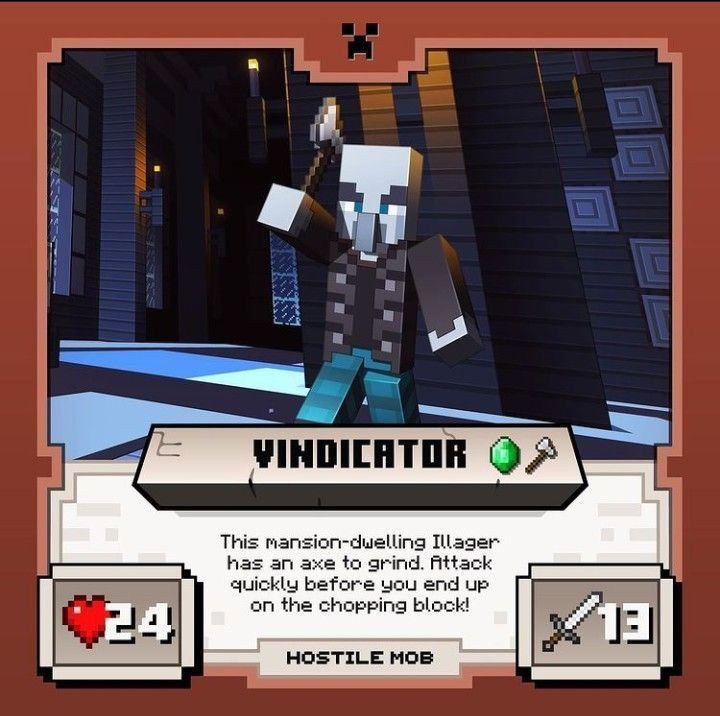 VINDICATOR
This mansion-dwelling Illager
has an axe to grind. Attack
quickly before you end up
on the chopping block!
24
13
HOSTILE MOB